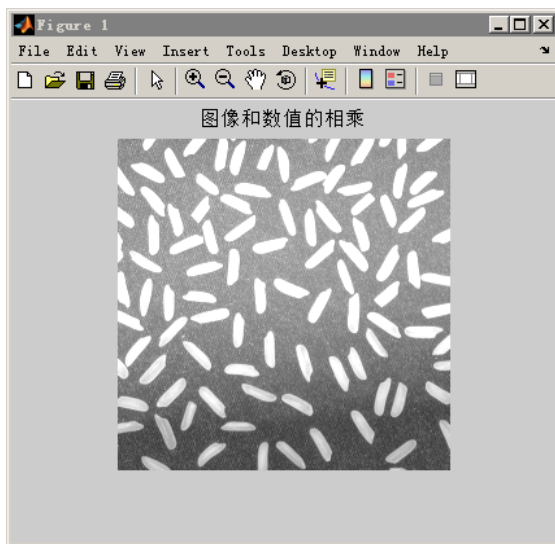 Figure 1
File Edit View Insert Tools Desktop Window Help
图像和数值的相乘